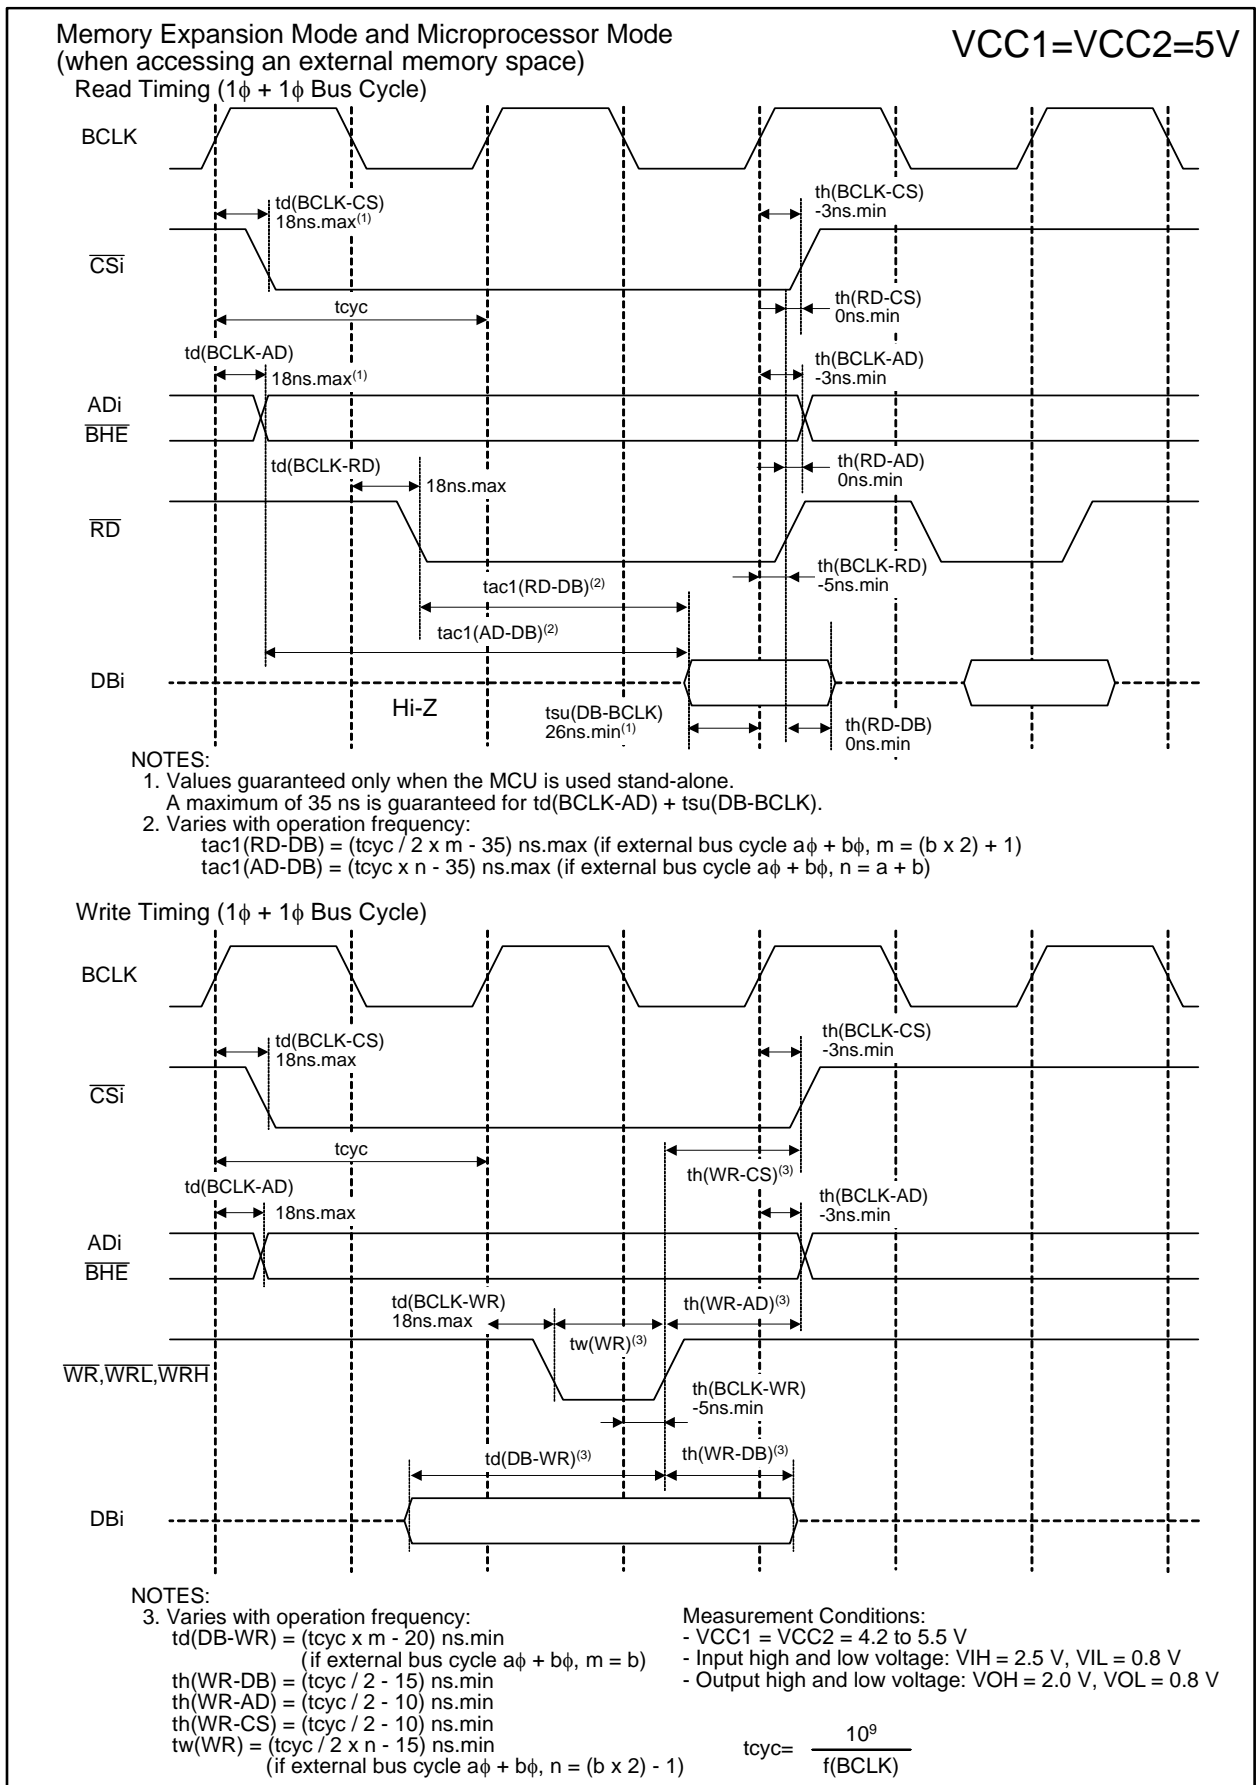 Memory Expansion Mode and Microprocessor Mode
(when accessing an external memory space)
VCC1=VCC2=5V
Read Timing (1ϕ + 1ϕ Bus Cycle)
BCLK
td(BCLK-CS)
18ns.max(1)
th(BCLK-CS)
-3ns.min
CSi
tcyc
th(RD-CS)
0ns.min
td(BCLK-AD)
18ns.max(1)
th(BCLK-AD)
-3ns.min
ADi
BHE
td(BCLK-RD)
18ns.max
th(RD-AD)
0ns.min
RD
th(BCLK-RD)
-5ns.min
tac1(RD-DB)(2)
tac1(AD-DB)(2)
DBi
Hi-Z
tsu(DB-BCLK)
26ns.min(1)
th(RD-DB)
0ns.min
NOTES:
1. Values guaranteed only when the MCU is used stand-alone.
A maximum of 35 ns is guaranteed for td(BCLK-AD) + tsu(DB-BCLK).
2. Varies with operation frequency:
tac1(RD-DB) = (tcyc / 2 x m - 35) ns.max (if external bus cycle aϕ + bϕ, m = (b x 2) + 1)
tac1(AD-DB) = (tcyc x n - 35) ns.max (if external bus cycle aϕ + bϕ, n = a + b)
Write Timing (1ϕ + 1ϕ Bus Cycle)
BCLK
td(BCLK-CS)
18ns.max
th(BCLK-CS)
-3ns.min
CSi
tcyc
th(WR-CS)(3)
td(BCLK-AD)
18ns.max
th(BCLK-AD)
-3ns.min
ADi
BHE
td(BCLK-WR)
18ns.max
tw(WR)(3)
th(WR-AD)(3)
WR,WRL,WRH
th(BCLK-WR)
-5ns.min
td(DB-WR)(3)
th(WR-DB)(3)
DBi
NOTES:
3. Varies with operation frequency:
td(DB-WR) = (tcyc x m - 20) ns.min
(if external bus cycle aϕ + bϕ, m = b)
th(WR-DB) = (tcyc / 2 - 15) ns.min
th(WR-AD) = (tcyc / 2 - 10) ns.min
th(WR-CS) = (tcyc / 2 - 10) ns.min
tw(WR) = (tcyc / 2 x n - 15) ns.min
(if external bus cycle aϕ + bϕ, n = (b x 2) - 1)
Measurement Conditions:
- VCC1 = VCC2 = 4.2 to 5.5 V
- Input high and low voltage: VIH = 2.5 V, VIL = 0.8 V
- Output high and low voltage: VOH = 2.0 V, VOL = 0.8 V
tcyc= 10⁹
f(BCLK)